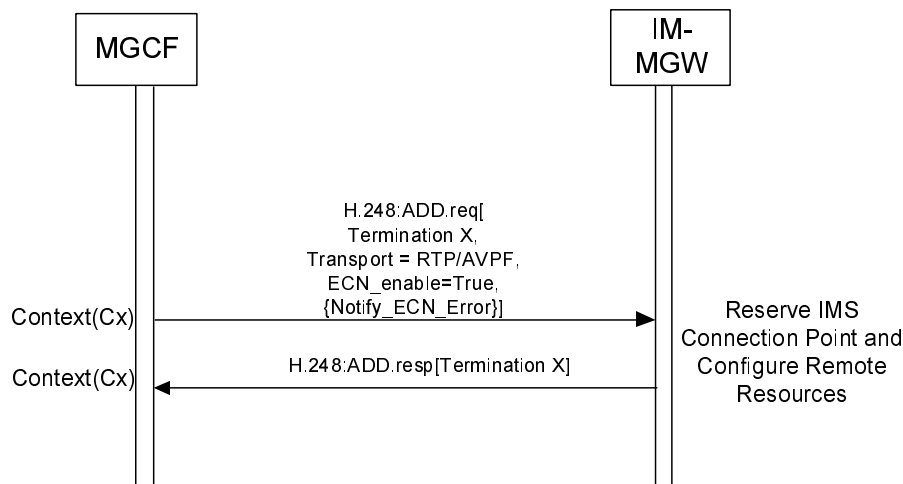 MGCF
IM-
MGW
H.248:ADD.req[
Termination X,
Transport = RTP/AVPF,
ECN_enable=True,
{Notify_ECN_Error}]
Context(Cx)
Reserve IMS
Connection Point and
Configure Remote
Resources
H.248:ADD.resp[Termination X]
Context(Cx)